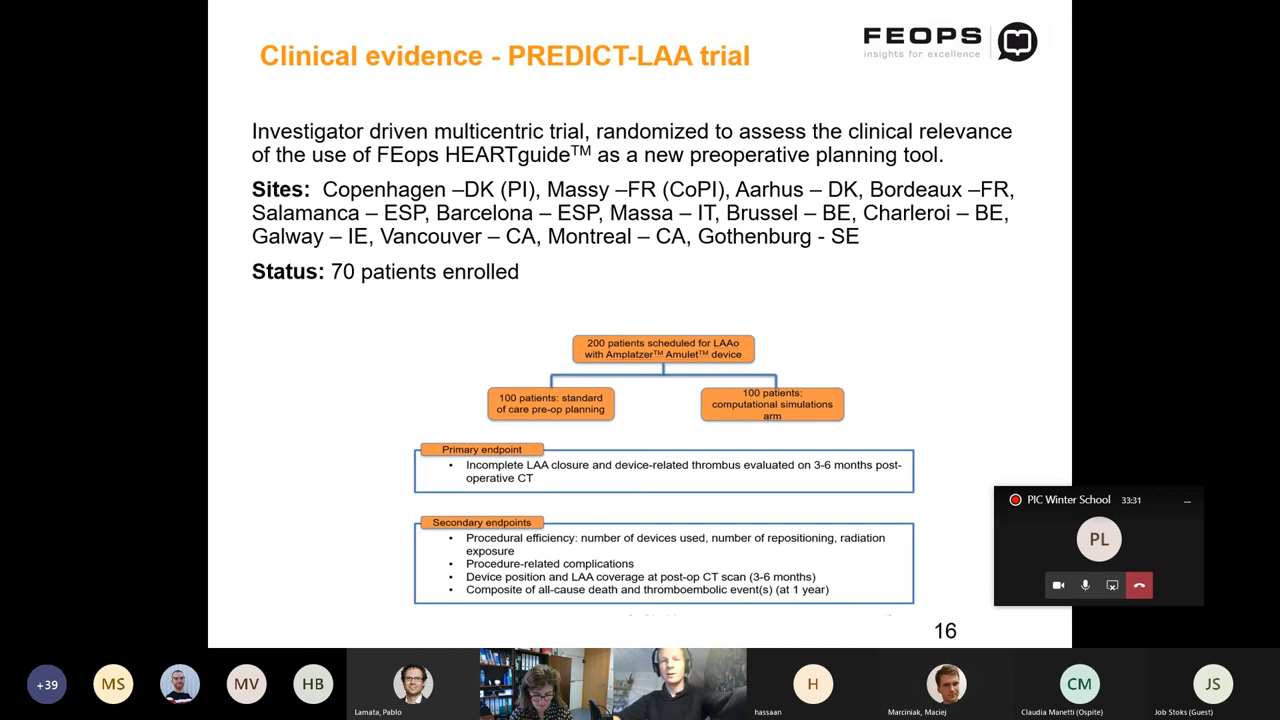 Clinical evidence - PREDICT-LAA trial
FEOPS
insights for excellence
Investigator driven multicentric trial, randomized to assess the clinical relevance
of the use of FEops HEARTguide™ as a new preoperative planning tool.
Sites: Copenhagen –DK (PI), Massy –FR (CoPI), Aarhus – DK, Bordeaux –FR,
Salamanca – ESP, Barcelona – ESP, Massa – IT, Brussel – BE, Charleroi – BE,
Galway – IE, Vancouver – CA, Montreal – CA, Gothenburg - SE
Status: 70 patients enrolled
200 patients scheduled for LAAo
with Amplatzer™ Amulet™ device
100 patients: standard
of care pre-op planning
100 patients:
computational simulations
arm
Primary endpoint
• Incomplete LAA closure and device-related thrombus evaluated on 3-6 months post-
operative CT
Secondary endpoints
• Procedural efficiency: number of devices used, number of repositioning, radiation
exposure
• Procedure-related complications
• Device position and LAA coverage at post-op CT scan (3-6 months)
• Composite of all-cause death and thromboembolic event(s) (at 1 year)
16
PIC Winter School
33:31
PL
+39
MS
MV
HB
Lamata, Pablo
H
hassaan
Marciniak, Maciej
CM
Claudia Manetti (Ospite)
JS
Job Stoks (Guest)